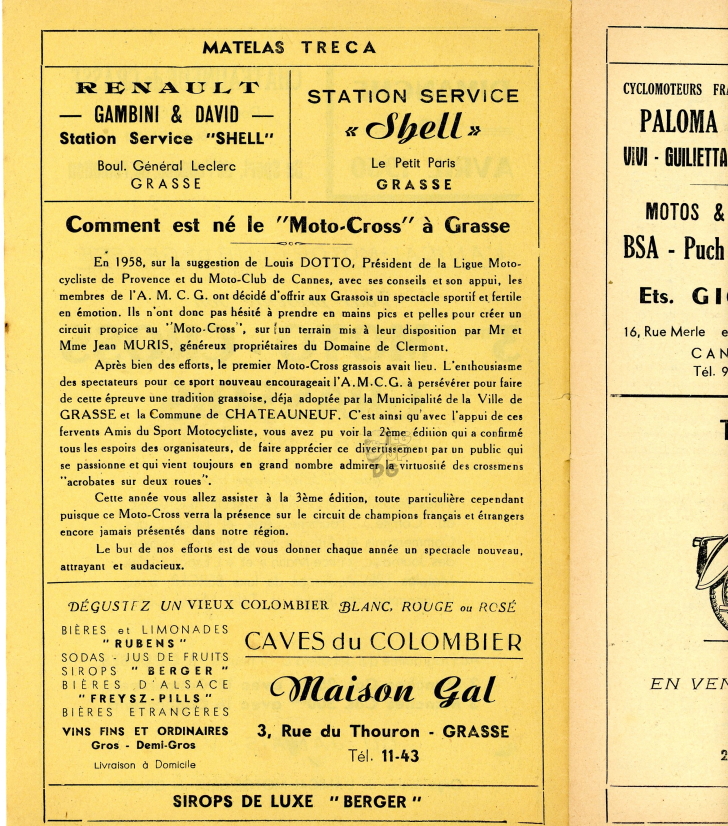 MATELAS TRECA
RENAULT
— GAMBINI & DAVID —
Station Service "SHELL"
Boul. Général Leclerc
GRASSE
STATION SERVICE
« Shell »
Le Petit Paris
GRASSE
Comment est né le "Moto-Cross" à Grasse
En 1958, sur la suggestion de Louis DOTTO, Président de la Ligue Moto-
cycliste de Provence et du Moto-Club de Cannes, avec ses conseils et son appui, les
membres de l'A. M. C. G. ont décidé d'offrir aux Grassois un spectacle sportif et fertile
en émotion. Ils n'ont donc pas hésité à prendre en mains pics et pelles pour créer un
circuit propice au "Moto-Cross", sur un terrain mis à leur disposition par Mr et
Mme Jean MURIS, généreux propriétaires du Domaine de Clermont.
Après bien des efforts, le premier Moto-Cross grassois avait lieu. L'enthousiasme
des spectateurs pour ce sport nouveau encourageait l'A.M.C.G. à persévérer pour faire
de cette épreuve une tradition grassoise, déja adoptée par la Municipalité de la Ville de
GRASSE et la Commune de CHATEAUNEUF. C'est ainsi qu'avec l'appui de ces
fervents Amis du Sport Motocycliste, vous avez pu voir la 2ème édition qui a confirmé
tous les espoirs des organisateurs, de faire apprécier ce divertissement par un public qui
se passionne et qui vient toujours en grand nombre admirer la virtuosité des crossmens
"acrobates sur deux roues".
Cette année vous allez assister à la 3ème édition, toute particulière cependant
puisque ce Moto-Cross verra la présence sur le circuit de champions français et étrangers
encore jamais présentés dans notre région.
Le but de nos efforts est de vous donner chaque année un spectacle nouveau,
attrayant et audacieux.
DÉGUSTEZ UN VIEUX COLOMBIER BLANC, ROUGE ou ROSÉ
BIÈRES et LIMONADES
"RUBENS"
SODAS - JUS DE FRUITS
SIROPS "BERGER"
BIÈRES D'ALSACE
"FREYSZ-PILLS"
BIÈRES ETRANGÈRES
VINS FINS ET ORDINAIRES
Gros - Demi-Gros
Livraison à Domicile
CAVES du COLOMBIER
Maison Gal
3, Rue du Thouron - GRASSE
Tél. 11-43
SIROPS DE LUXE "BERGER"
CYCLOMOTEURS FRA
PALOMA
VIVI - GUILIETTA
MOTOS &
BSA - Puch
Ets. GI
16, Rue Merle e
CAN
Tél. 9
T
EN VEN
2